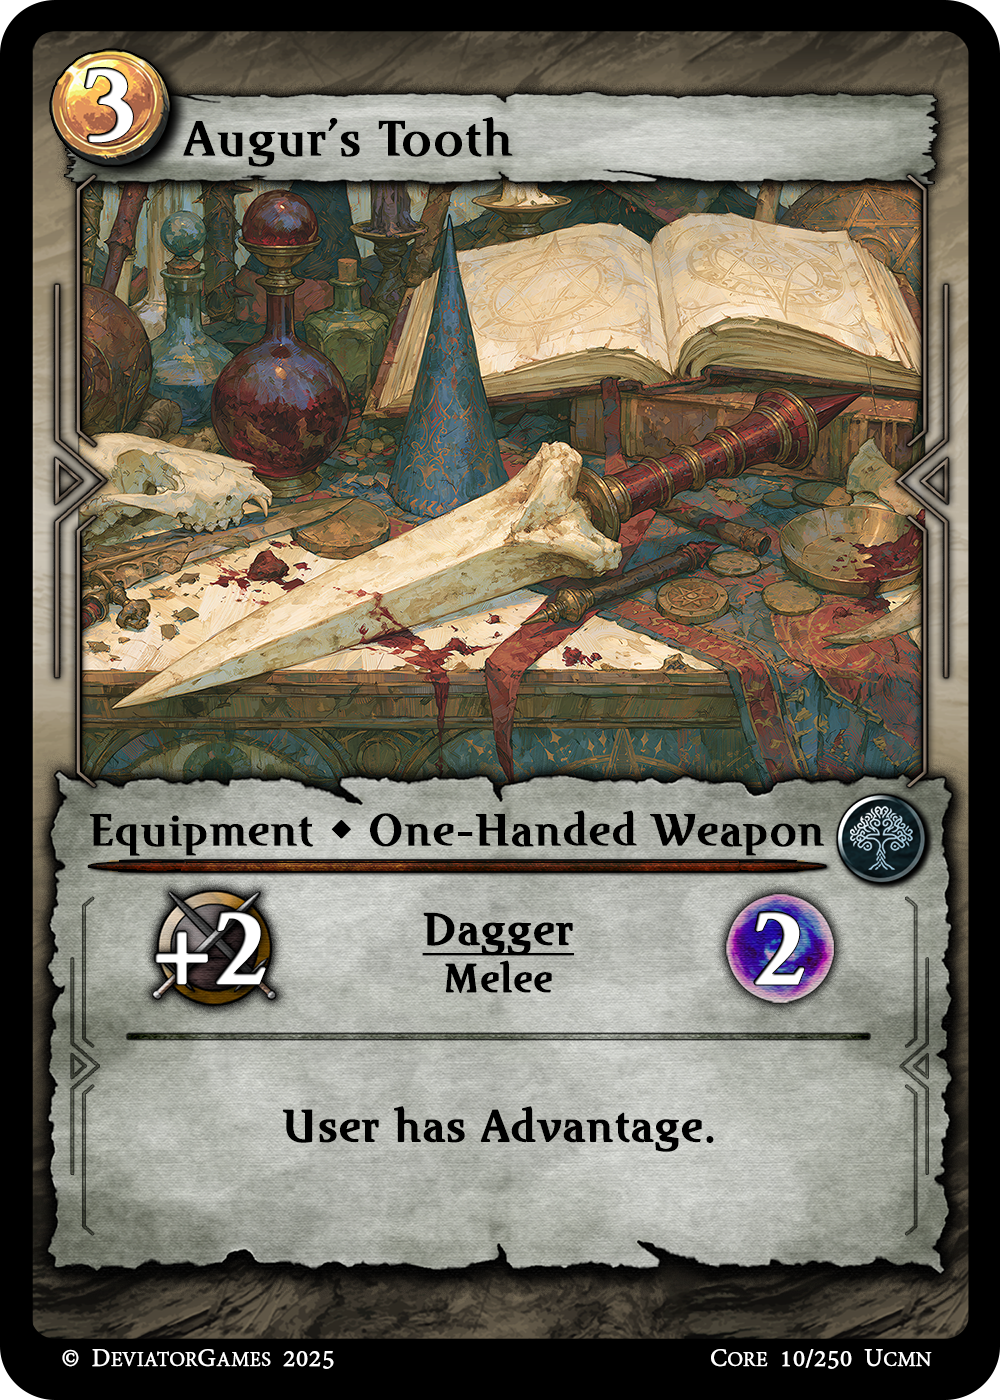 3
Augur's Tooth
Equipment ◆ One-Handed Weapon
+2
Dagger
Melee
2
User has Advantage.
© DeviatorGames 2025
Core 10/250 Ucmn